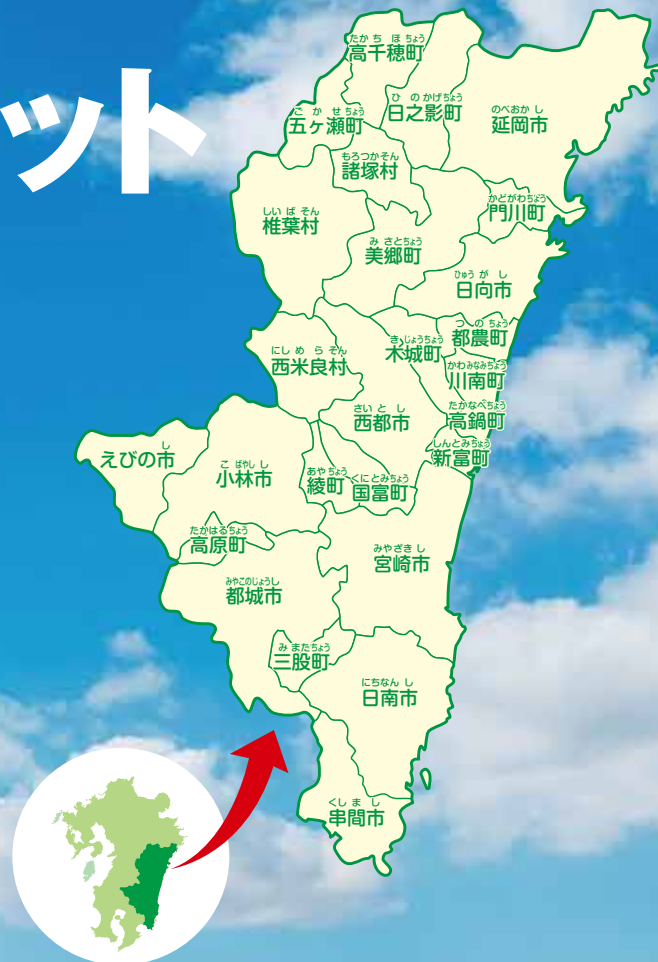 ット
たかちほちょう
高千穂町
ひのかげちょう
日之影町
のべおかし
延岡市
ごかせちょう
五ヶ瀬町
もろつかそん
諸塚村
しいばそん
椎葉村
かどがわちょう
門川町
みさとちょう
美郷町
ひゅうがし
日向市
つのちょう
都農町
きじょうちょう
木城町
にしめらそん
西米良村
かわみなみちょう
川南町
さいとし
西都市
たかなべちょう
高鍋町
しんとみちょう
新富町
えびの市
し
こばやしし
小林市
あやちょう
綾町
くにとみちょう
国富町
たかはるちょう
高原町
みやざきし
宮崎市
みやこのじょうし
都城市
みまたちょう
三股町
にちなんし
日南市
くしまし
串間市